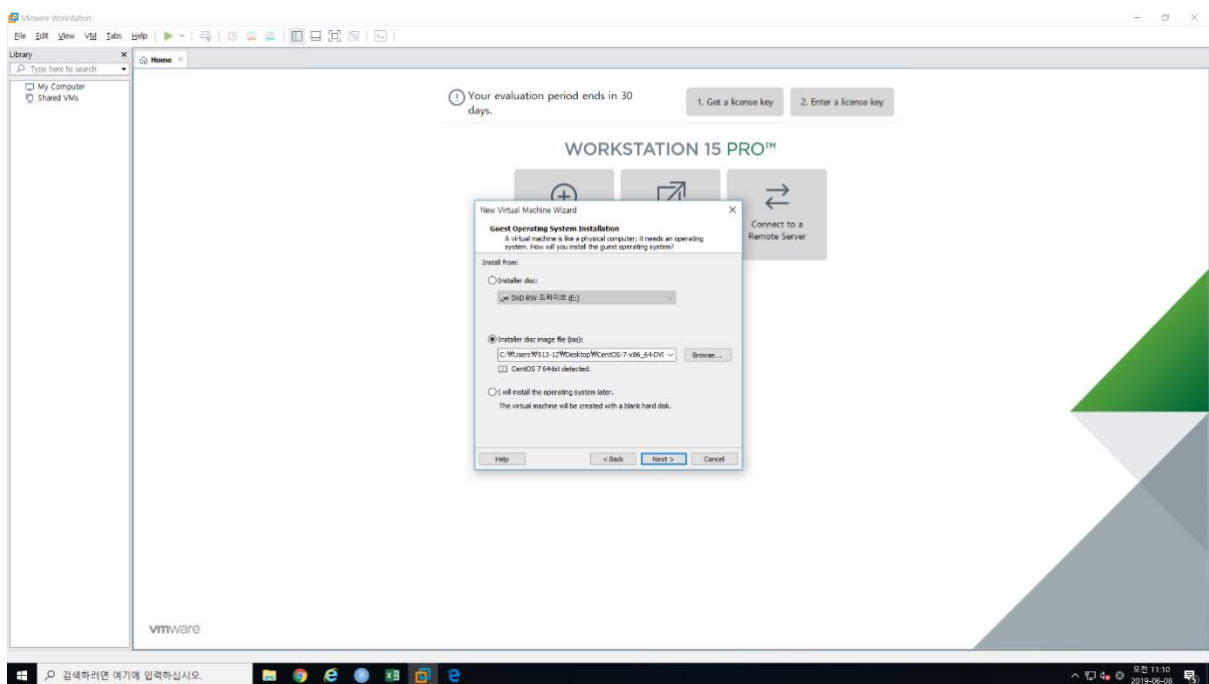 VMware Workstation
File Edit View VM Tabs Help
Library
Type here to search
My Computer
Shared VMs
Home
Your evaluation period ends in 30
days.
1. Get a license key
2. Enter a license key
WORKSTATION 15 PRO™
Connect to a
Remote Server
New Virtual Machine Wizard
Guest Operating System Installation
A virtual machine is like a physical computer; it needs an operating
system. How will you install the guest operating system?
Install from:
Installer disc:
DVD RW 드라이브 (E:)
Installer disc image file (iso):
C:₩Users₩513-12₩Desktop₩CentOS-7-x86_64-DVI
Browse...
CentOS 7 64-bit detected.
I will install the operating system later.
The virtual machine will be created with a blank hard disk.
Help
< Back
Next >
Cancel
vmware
검색하려면 여기에 입력하십시오.
오전 11:10
2019-06-08